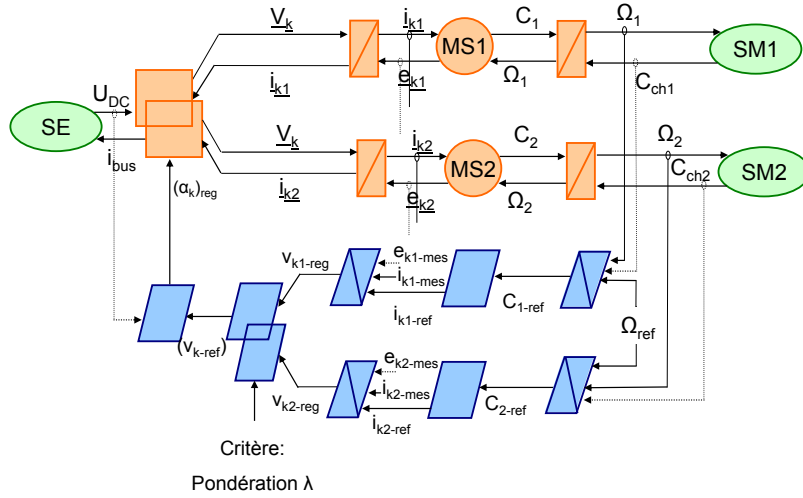 V_k i_k1 C_1 Ω_1
MS1 SM1
i_k1 e_k1 Ω_1 C_ch1
U_DC
SE
V_k i_k2 C_2 Ω_2
MS2 C_ch2 SM2
i_bus
(α_k)_reg i_k2 e_k2 Ω_2
v_k1-reg e_k1-mes
i_k1-mes
i_k1-ref C_1-ref
(v_k-ref) Ω_ref
e_k2-mes
v_k2-reg i_k2-mes
i_k2-ref C_2-ref
Critère:
Pondération λ